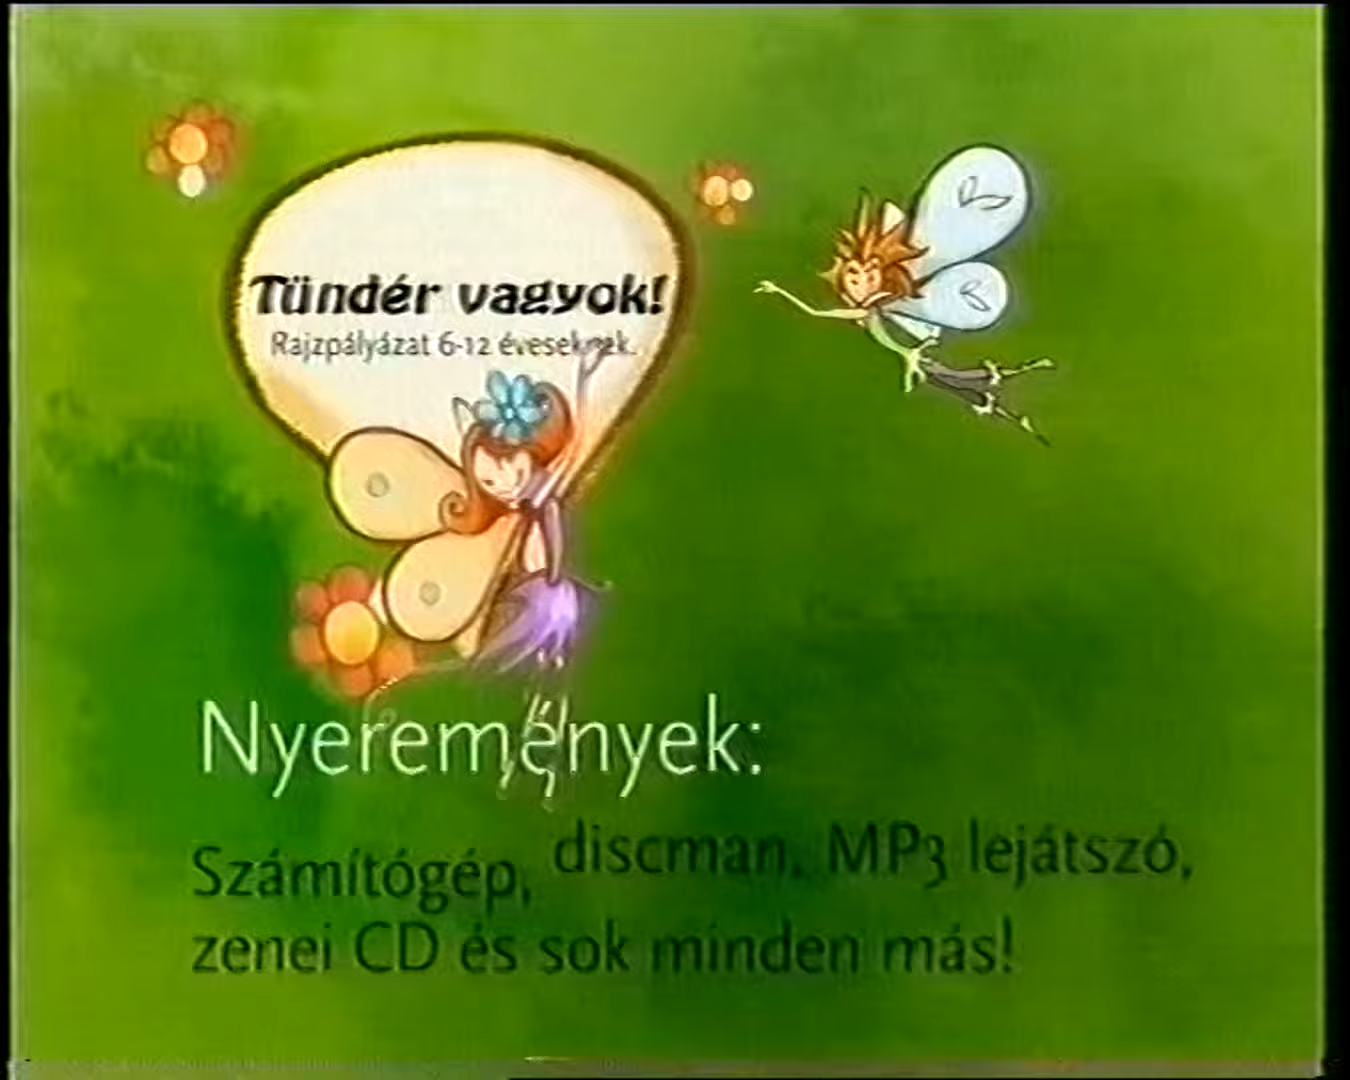 Tündér vagyok!
Rajzpályázat 6-12 éveseknek.
Nyeremények:
Számítógép, discman, MP3 lejátszó,
zenei CD és sok minden más!